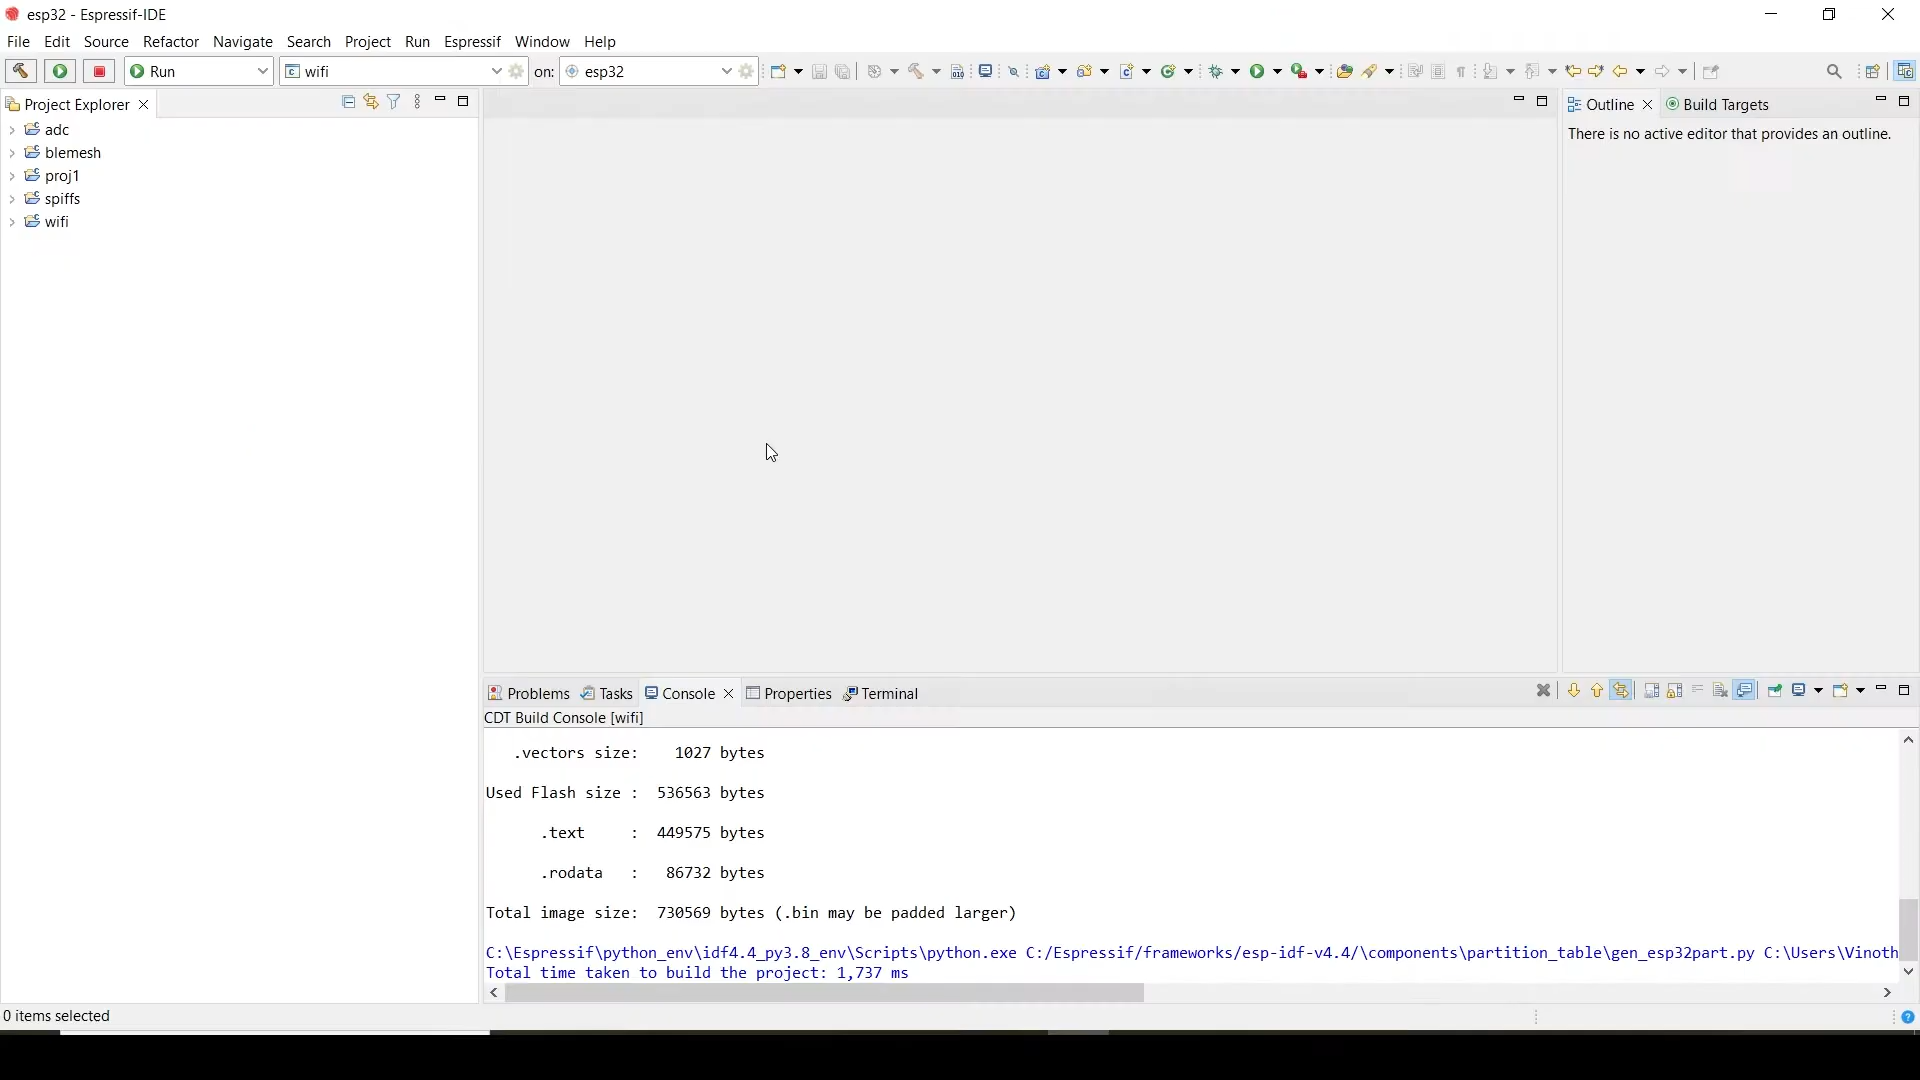 esp32 - Espressif-IDE
File Edit Source Refactor Navigate Search Project Run Espressif Window Help
Run wifi on: esp32
Project Explorer
adc
blemesh
proj1
spiffs
wifi
Outline Build Targets
There is no active editor that provides an outline.
Problems Tasks Console Properties Terminal
CDT Build Console [wifi]
.vectors size: 1027 bytes
Used Flash size : 536563 bytes
.text : 449575 bytes
.rodata : 86732 bytes
Total image size: 730569 bytes (.bin may be padded larger)
C:\Espressif\python_env\idf4.4_py3.8_env\Scripts\python.exe C:/Espressif/frameworks/esp-idf-v4.4/\components\partition_table\gen_esp32part.py C:\Users\Vinoth
Total time taken to build the project: 1,737 ms
0 items selected